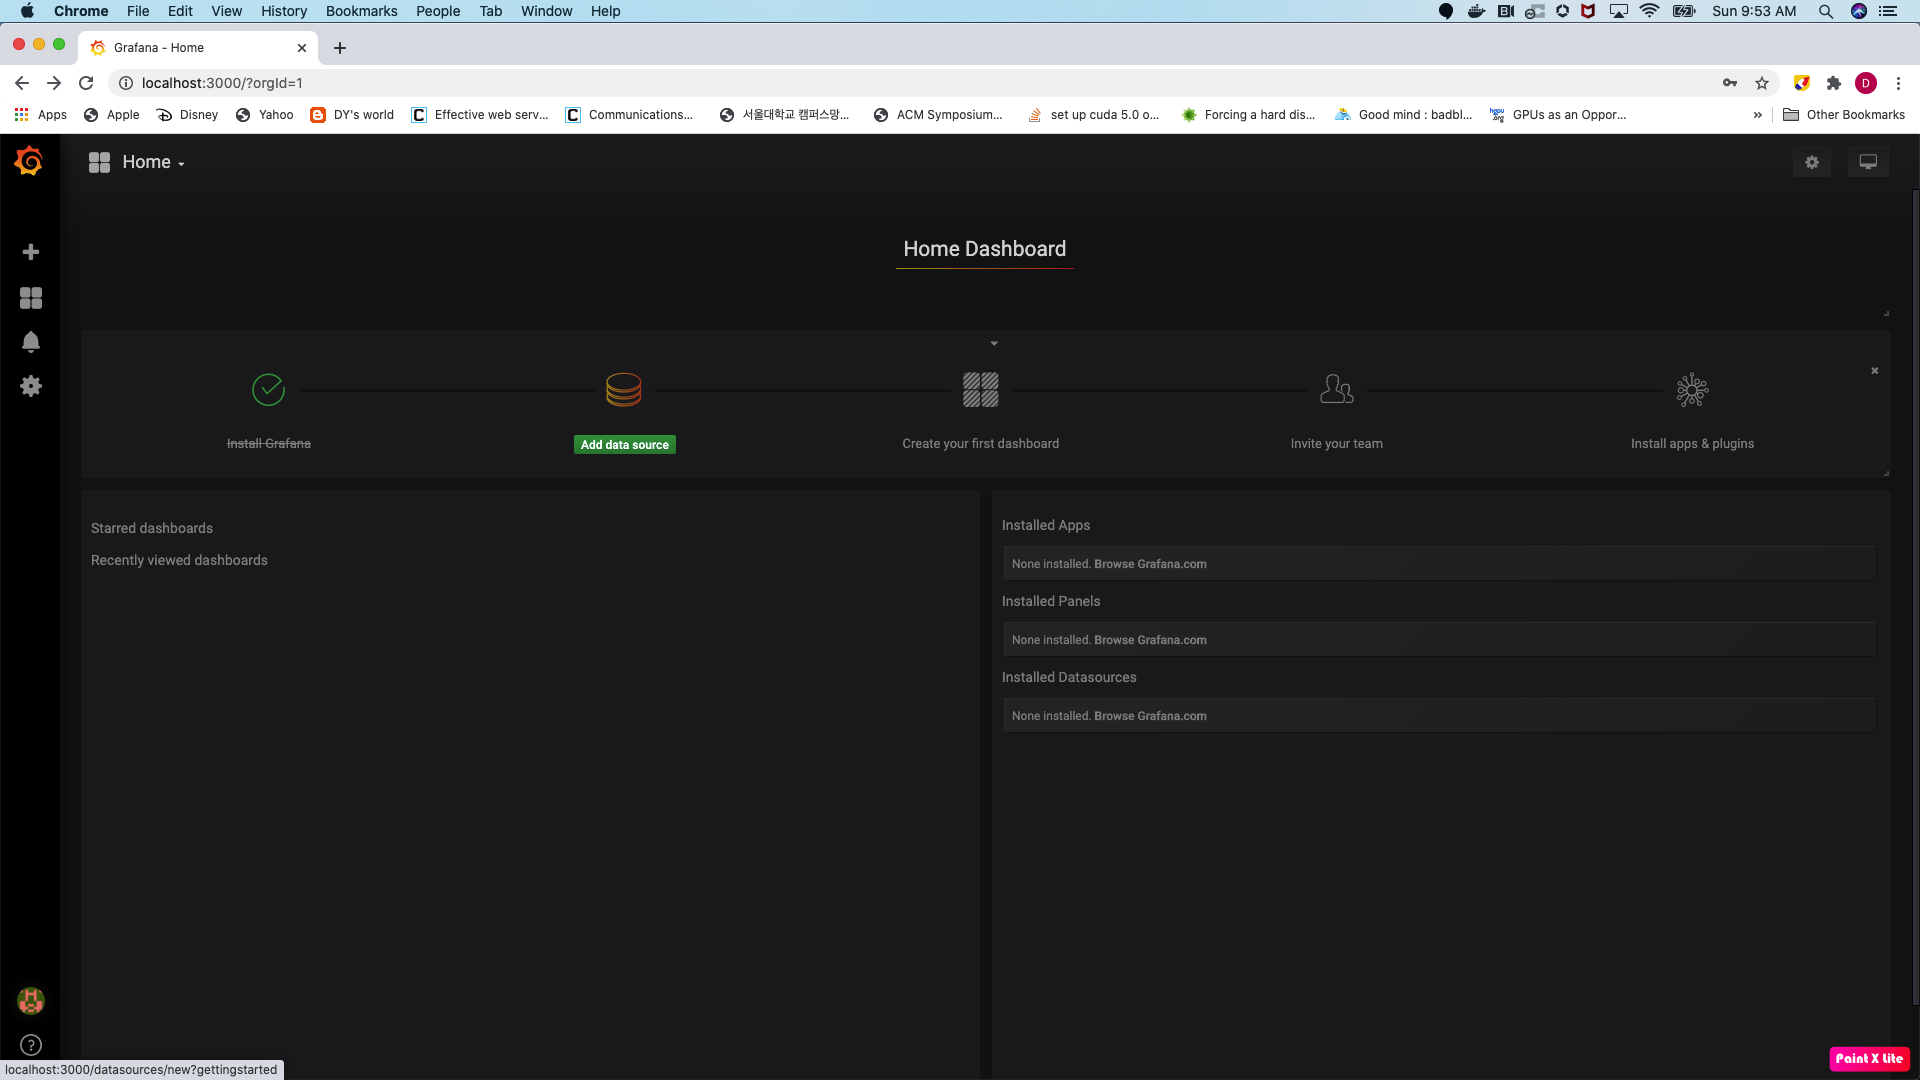 Chrome File Edit View History Bookmarks People Tab Window Help
Sun 9:53 AM
Grafana - Home
localhost:3000/?orgId=1
D
Apps Apple Disney Yahoo DY's world Effective web serv... Communications... 서울대학교 캠퍼스망... ACM Symposium... set up cuda 5.0 o... Forcing a hard dis... Good mind : badbl... GPUs as an Oppor... » Other Bookmarks
Home
Home Dashboard
Install Grafana Add data source Create your first dashboard Invite your team Install apps & plugins
Starred dashboards
Recently viewed dashboards
Installed Apps
None installed. Browse Grafana.com
Installed Panels
None installed. Browse Grafana.com
Installed Datasources
None installed. Browse Grafana.com
?
localhost:3000/datasources/new?gettingstarted
Paint X Lite